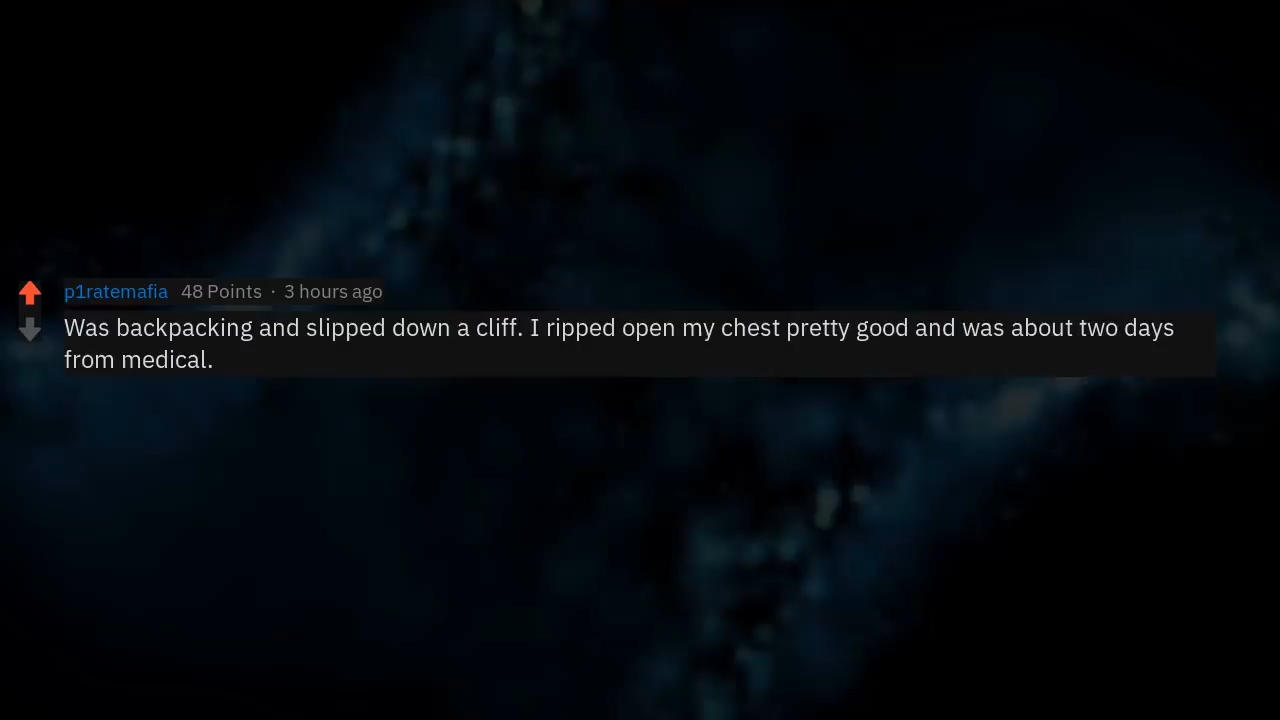 p1ratemafia 48 Points · 3 hours ago
Was backpacking and slipped down a cliff. I ripped open my chest pretty good and was about two days
from medical.